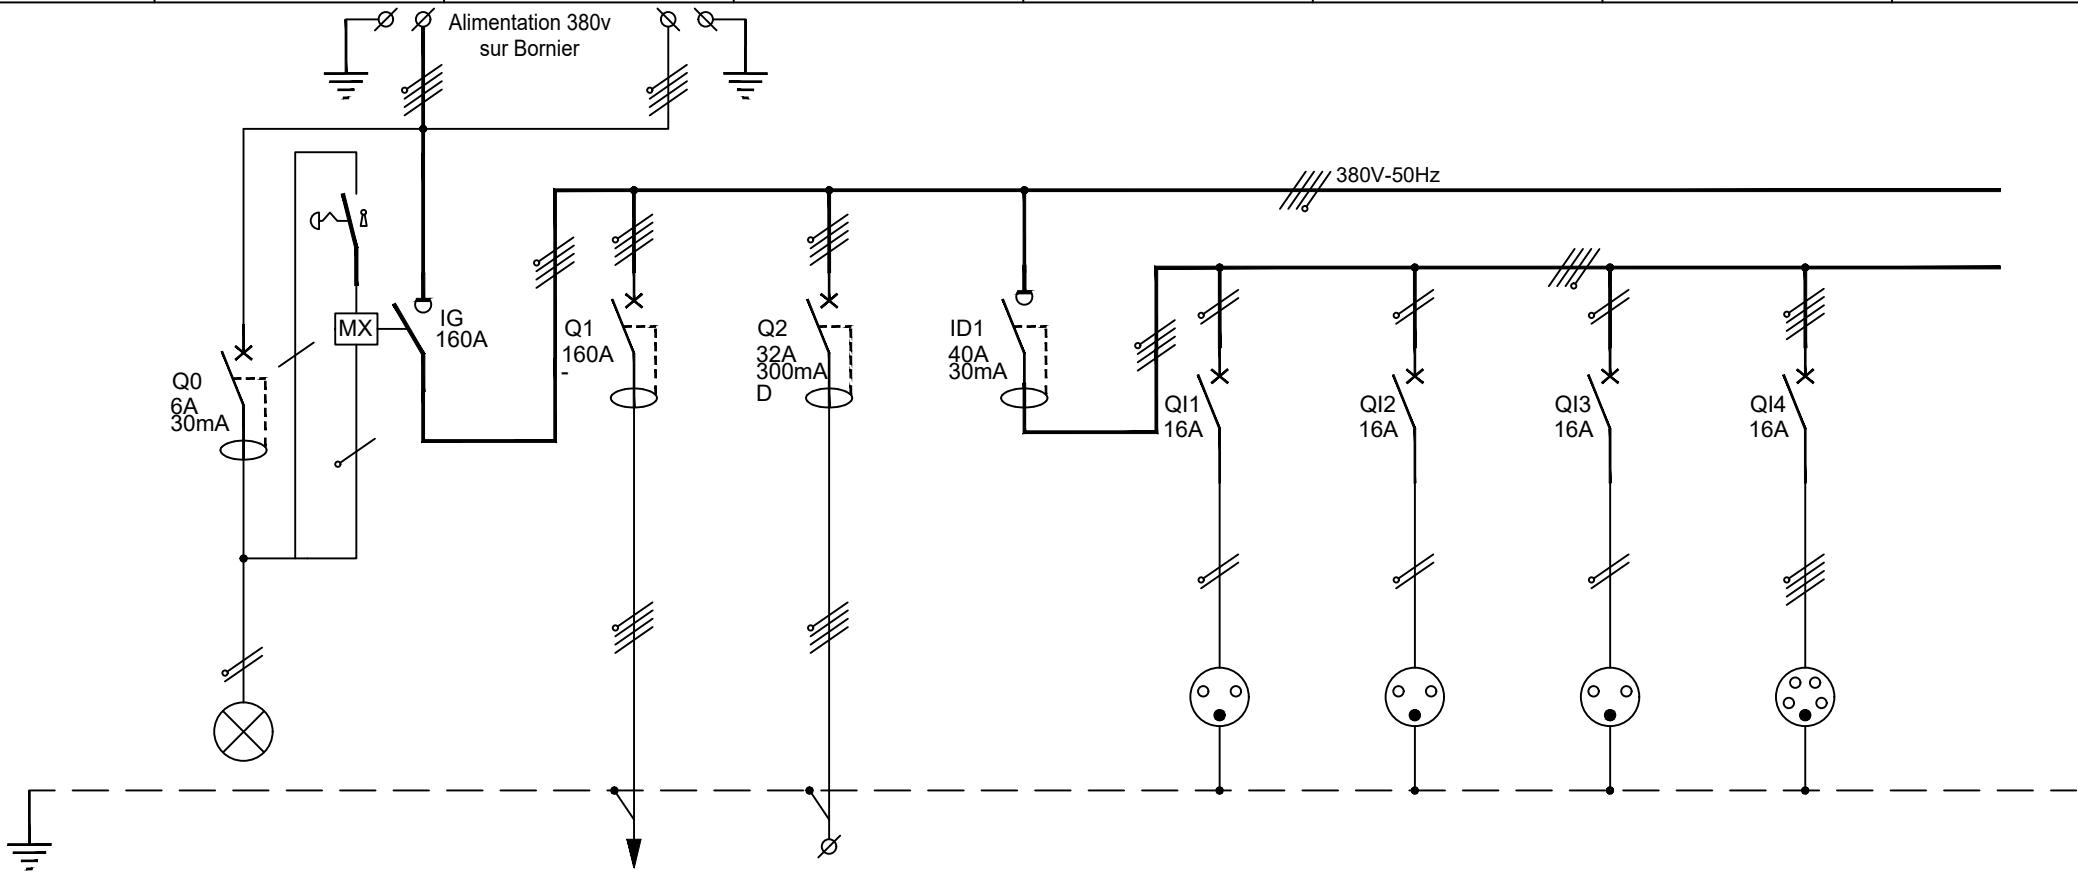 Alimentation 380v
sur Bornier
380V-50Hz
MX
IG
160A
Q0
6A
30mA
Q1
160A
-
Q2
32A
300mA
D
ID1
40A
30mA
QI1
16A
QI2
16A
QI3
16A
QI4
16A